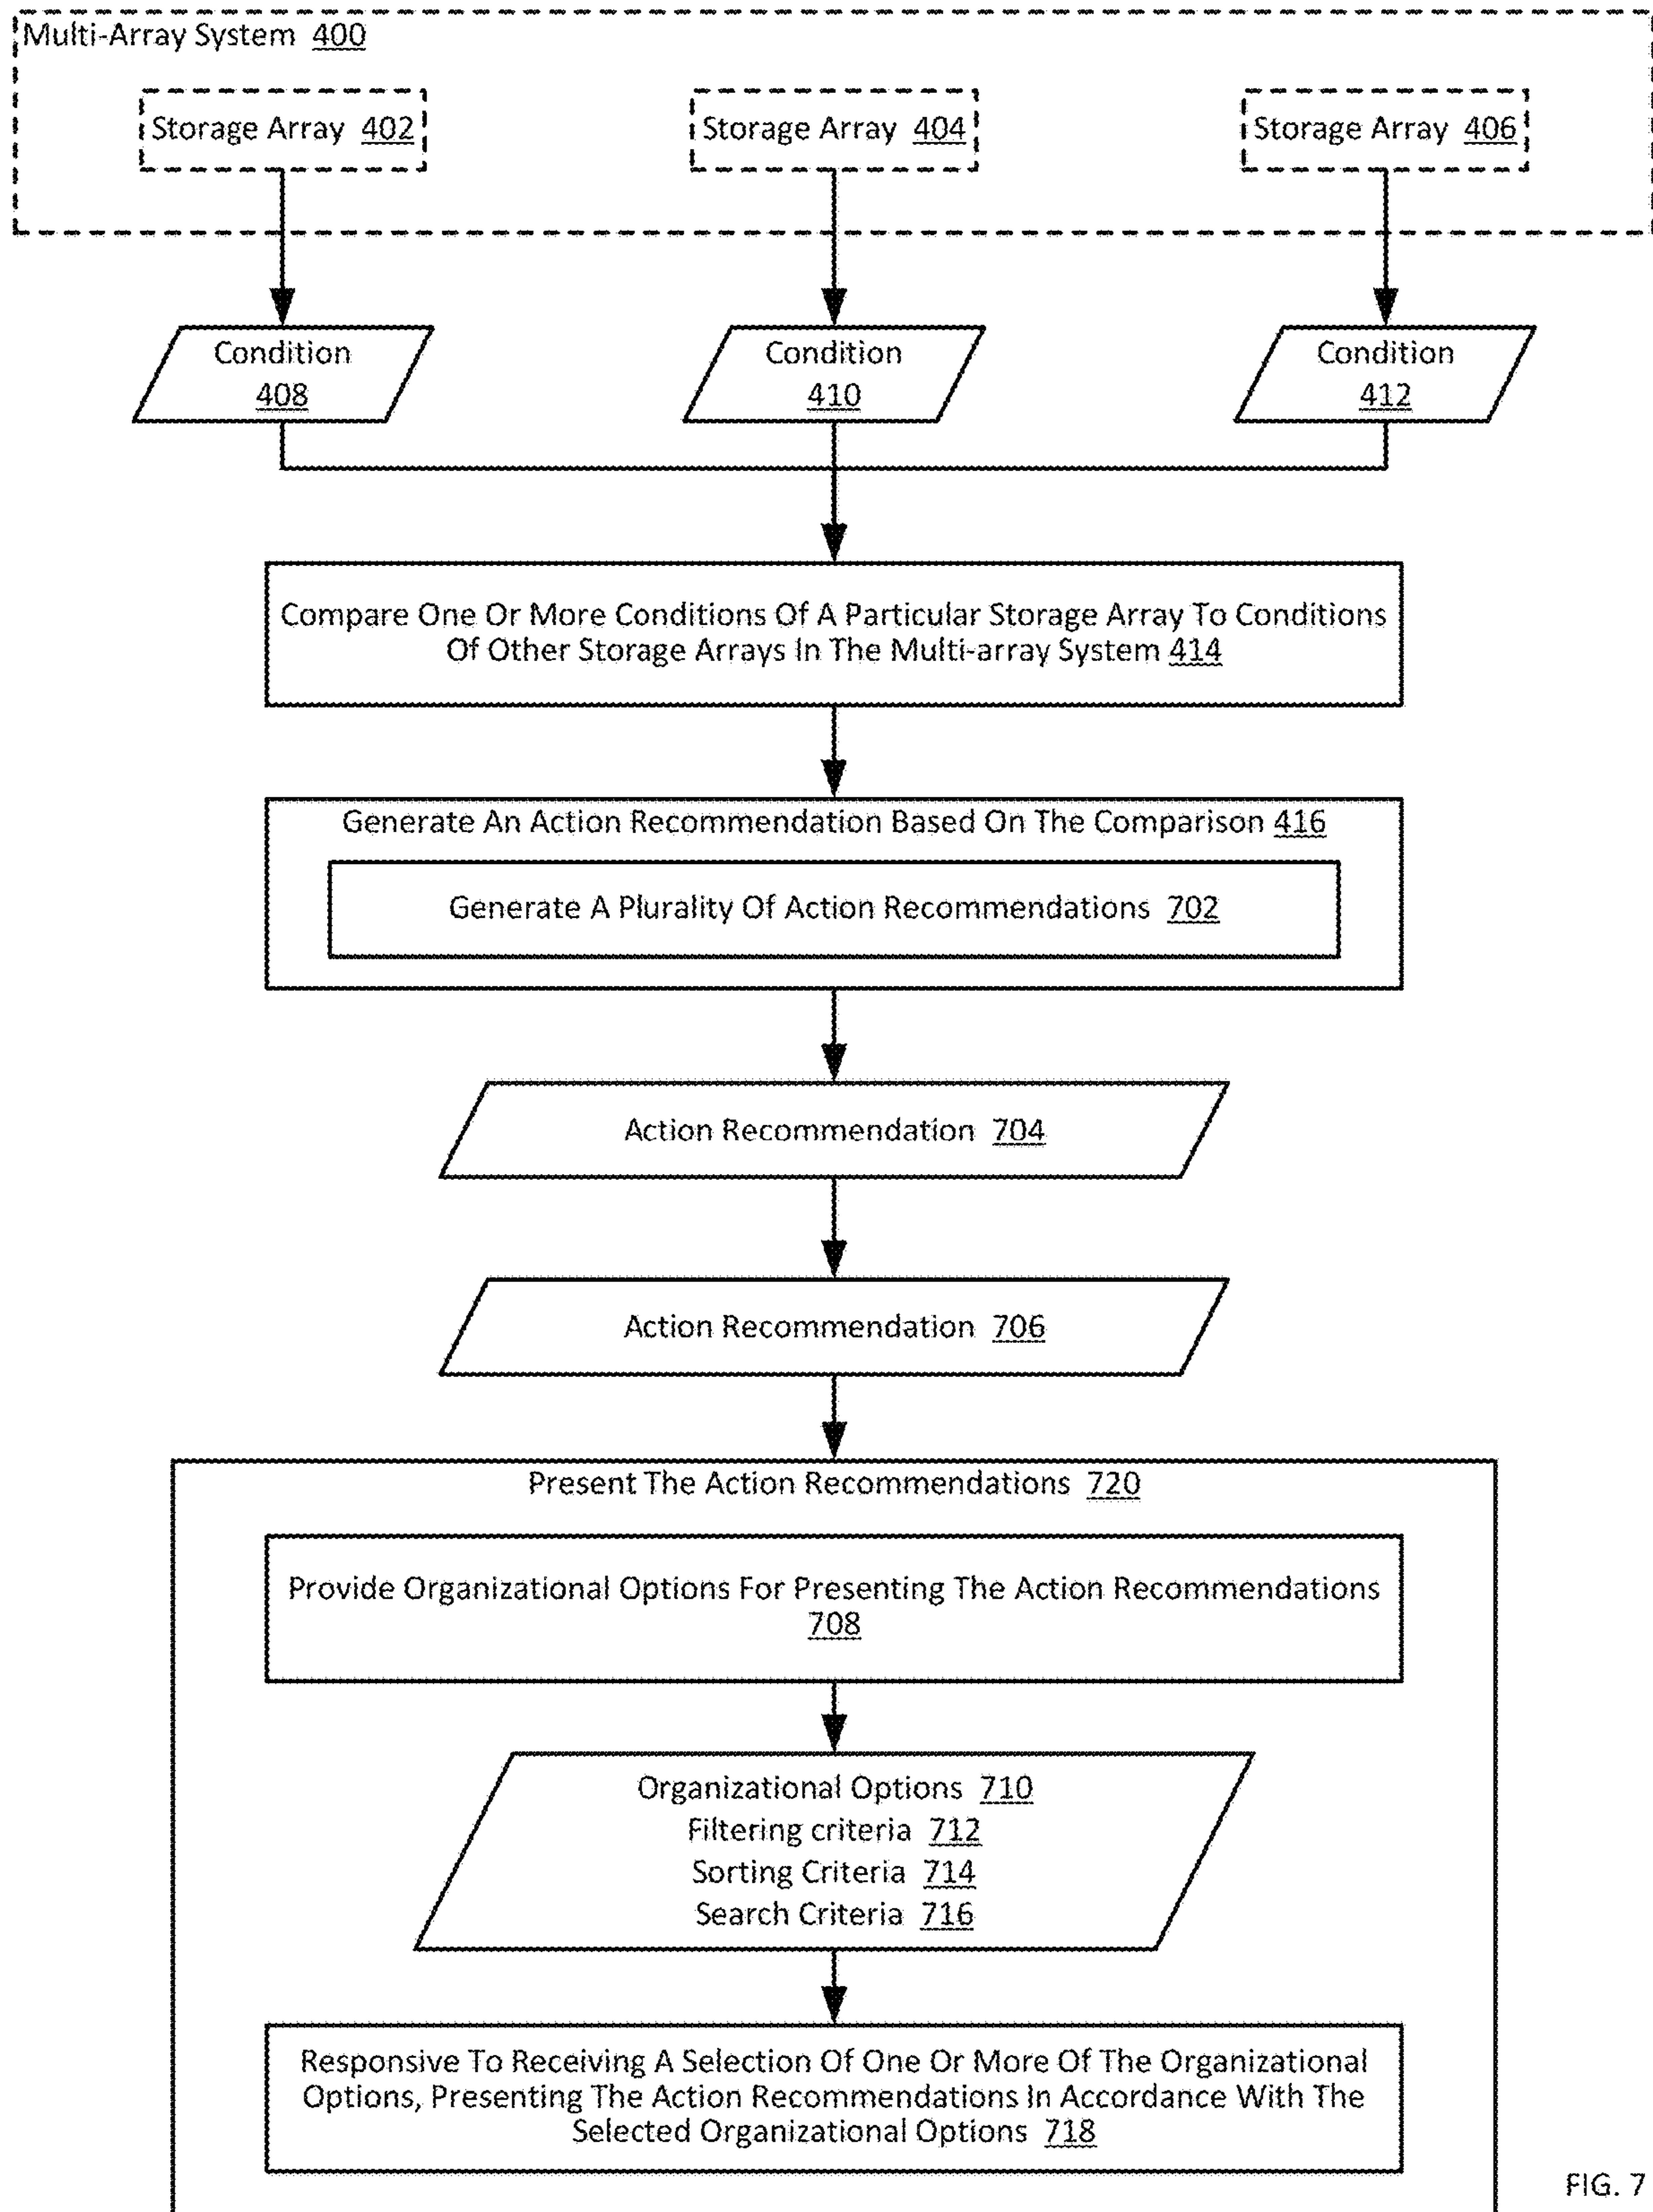 Multi-Array System 400
Storage Array 402
Storage Array 404
Storage Array 406
Condition
408
Condition
410
Condition
412
Compare One Or More Conditions Of A Particular Storage Array To Conditions
Of Other Storage Arrays In The Multi-array System 414
Generate An Action Recommendation Based On The Comparison 416
Generate A Plurality Of Action Recommendations 702
Action Recommendation 704
Action Recommendation 706
Present The Action Recommendations 720
Provide Organizational Options For Presenting The Action Recommendations
708
Organizational Options 710
Filtering criteria 712
Sorting Criteria 714
Search Criteria 716
Responsive To Receiving A Selection Of One Or More Of The Organizational
Options, Presenting The Action Recommendations In Accordance With The
Selected Organizational Options 718
FIG. 7